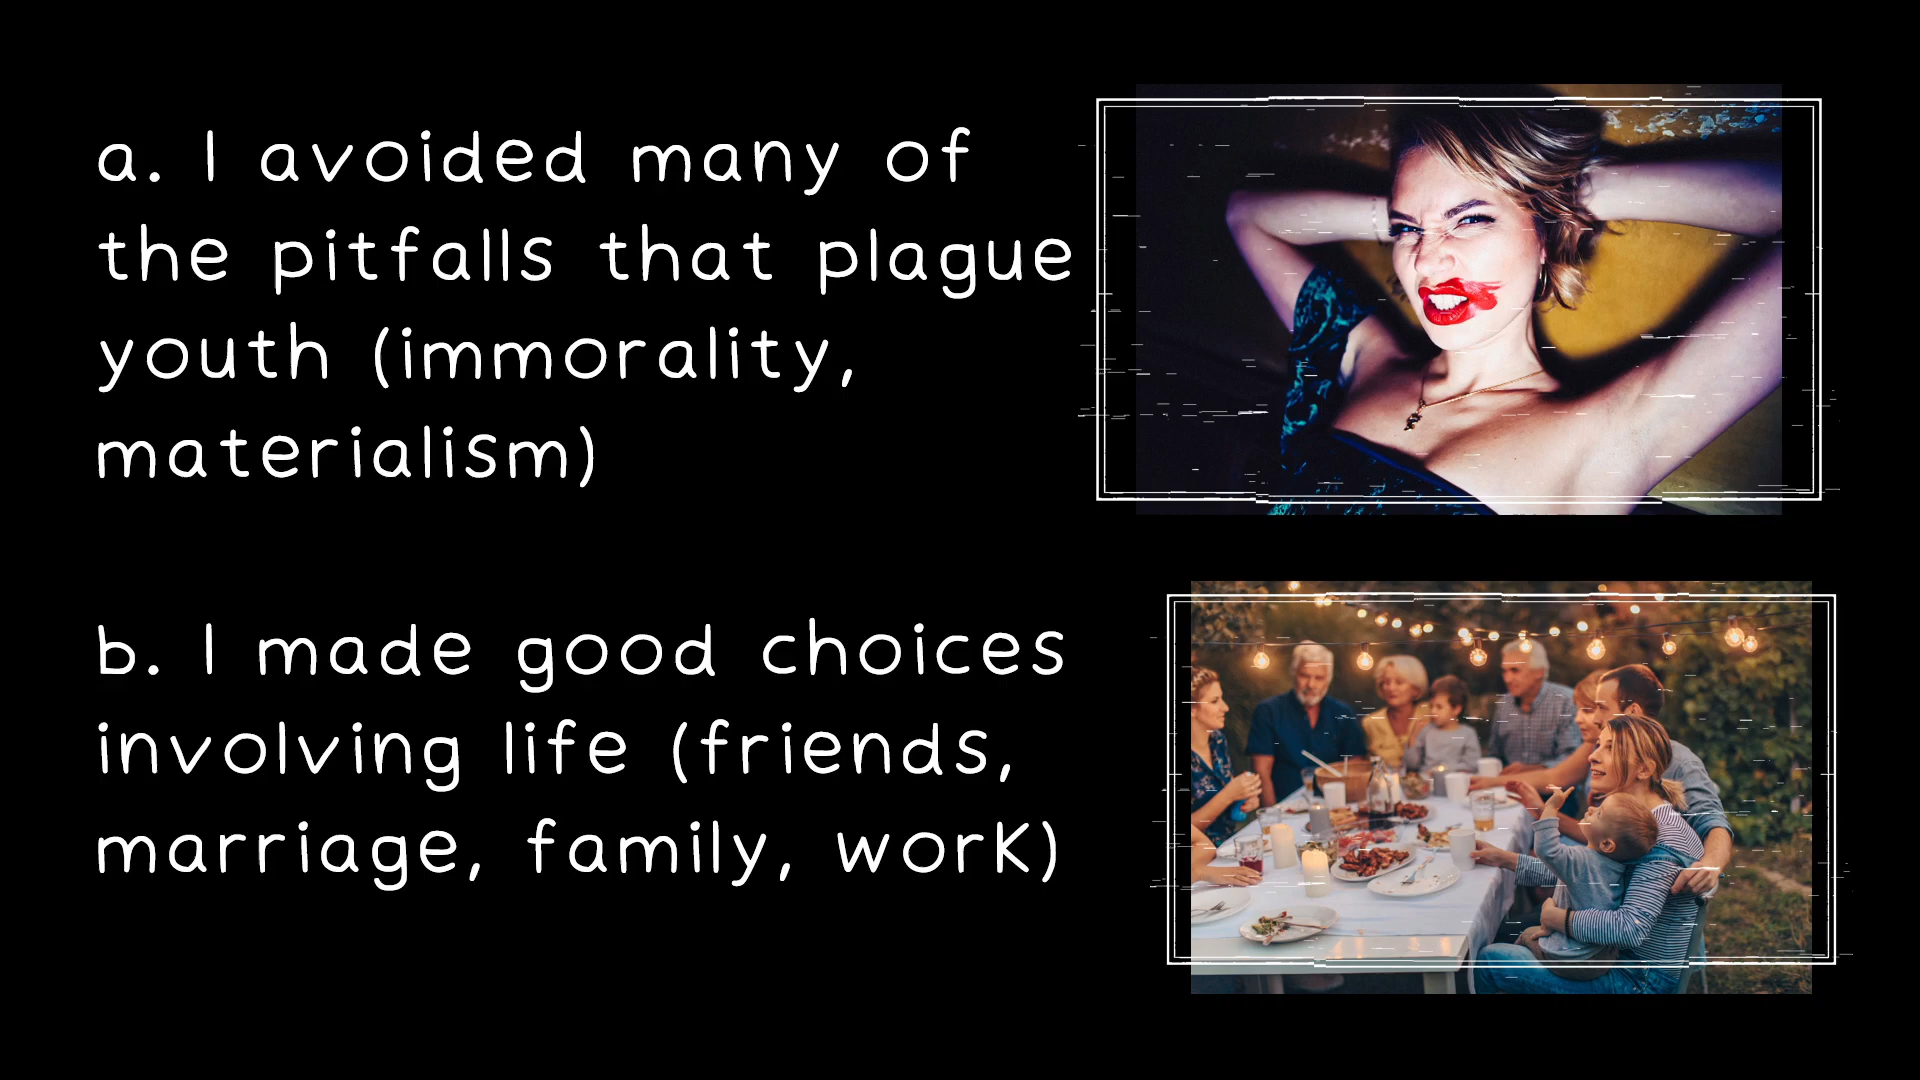 a. I avoided many of
the pitfalls that plague
youth (immorality,
materialism)
b. I made good choices
involving life (friends,
marriage, family, work)